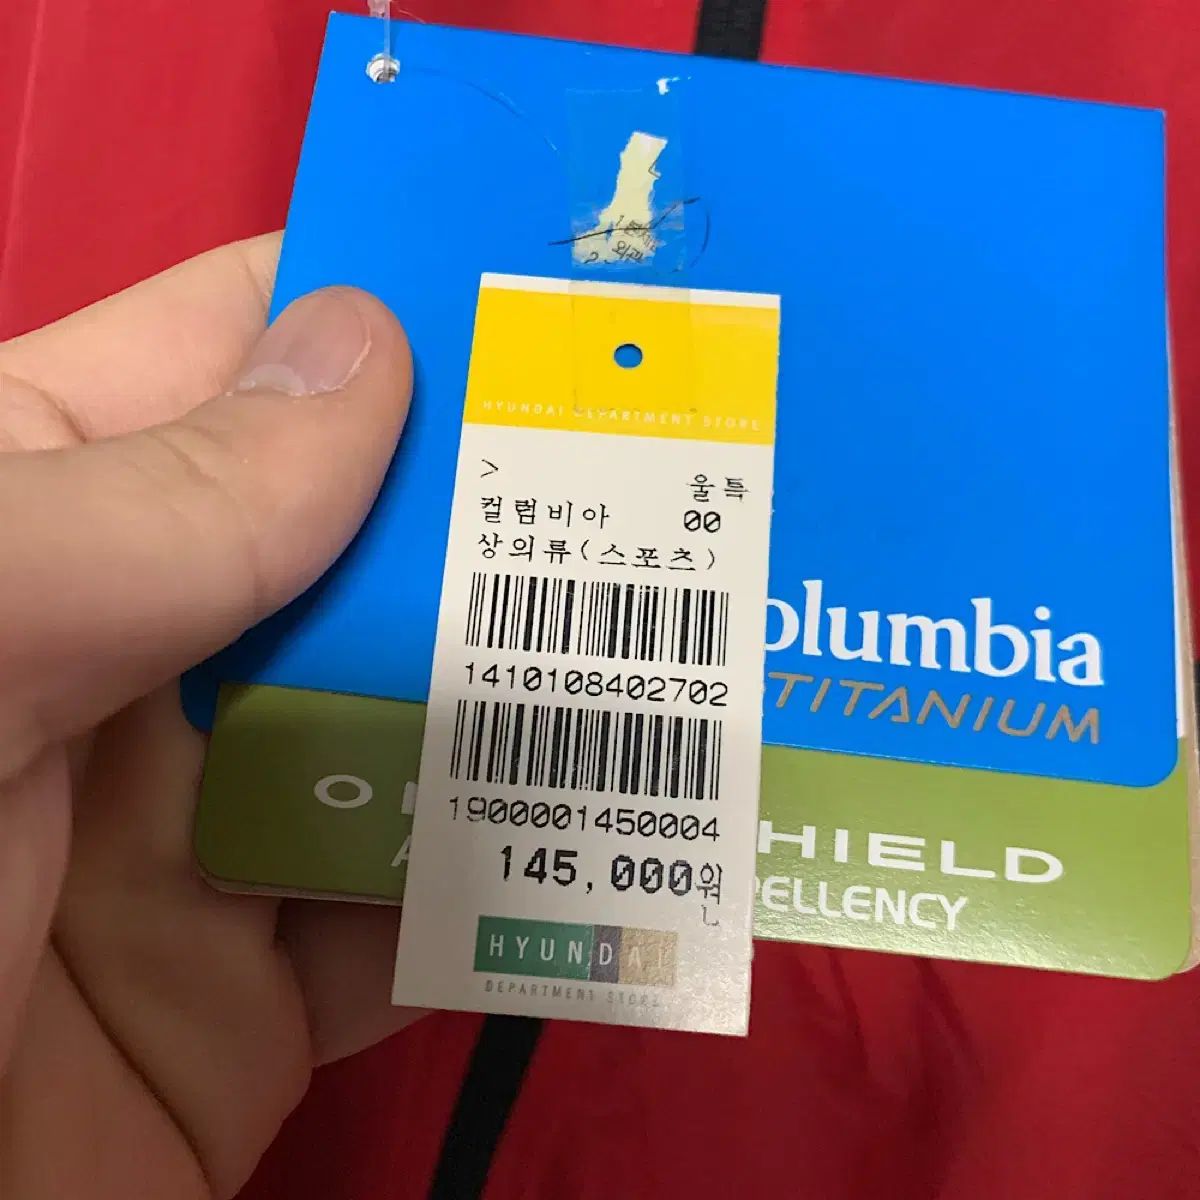 HYUNDAI DEPARTMENT STORE
>
울특
컬럼비아 00
상의류(스포츠)
1410108402702
1900001450004
145,000원
HYUNDAI
DEPARTMENT STORE
olumbia
TITANIUM
HIELD
PELLENCY